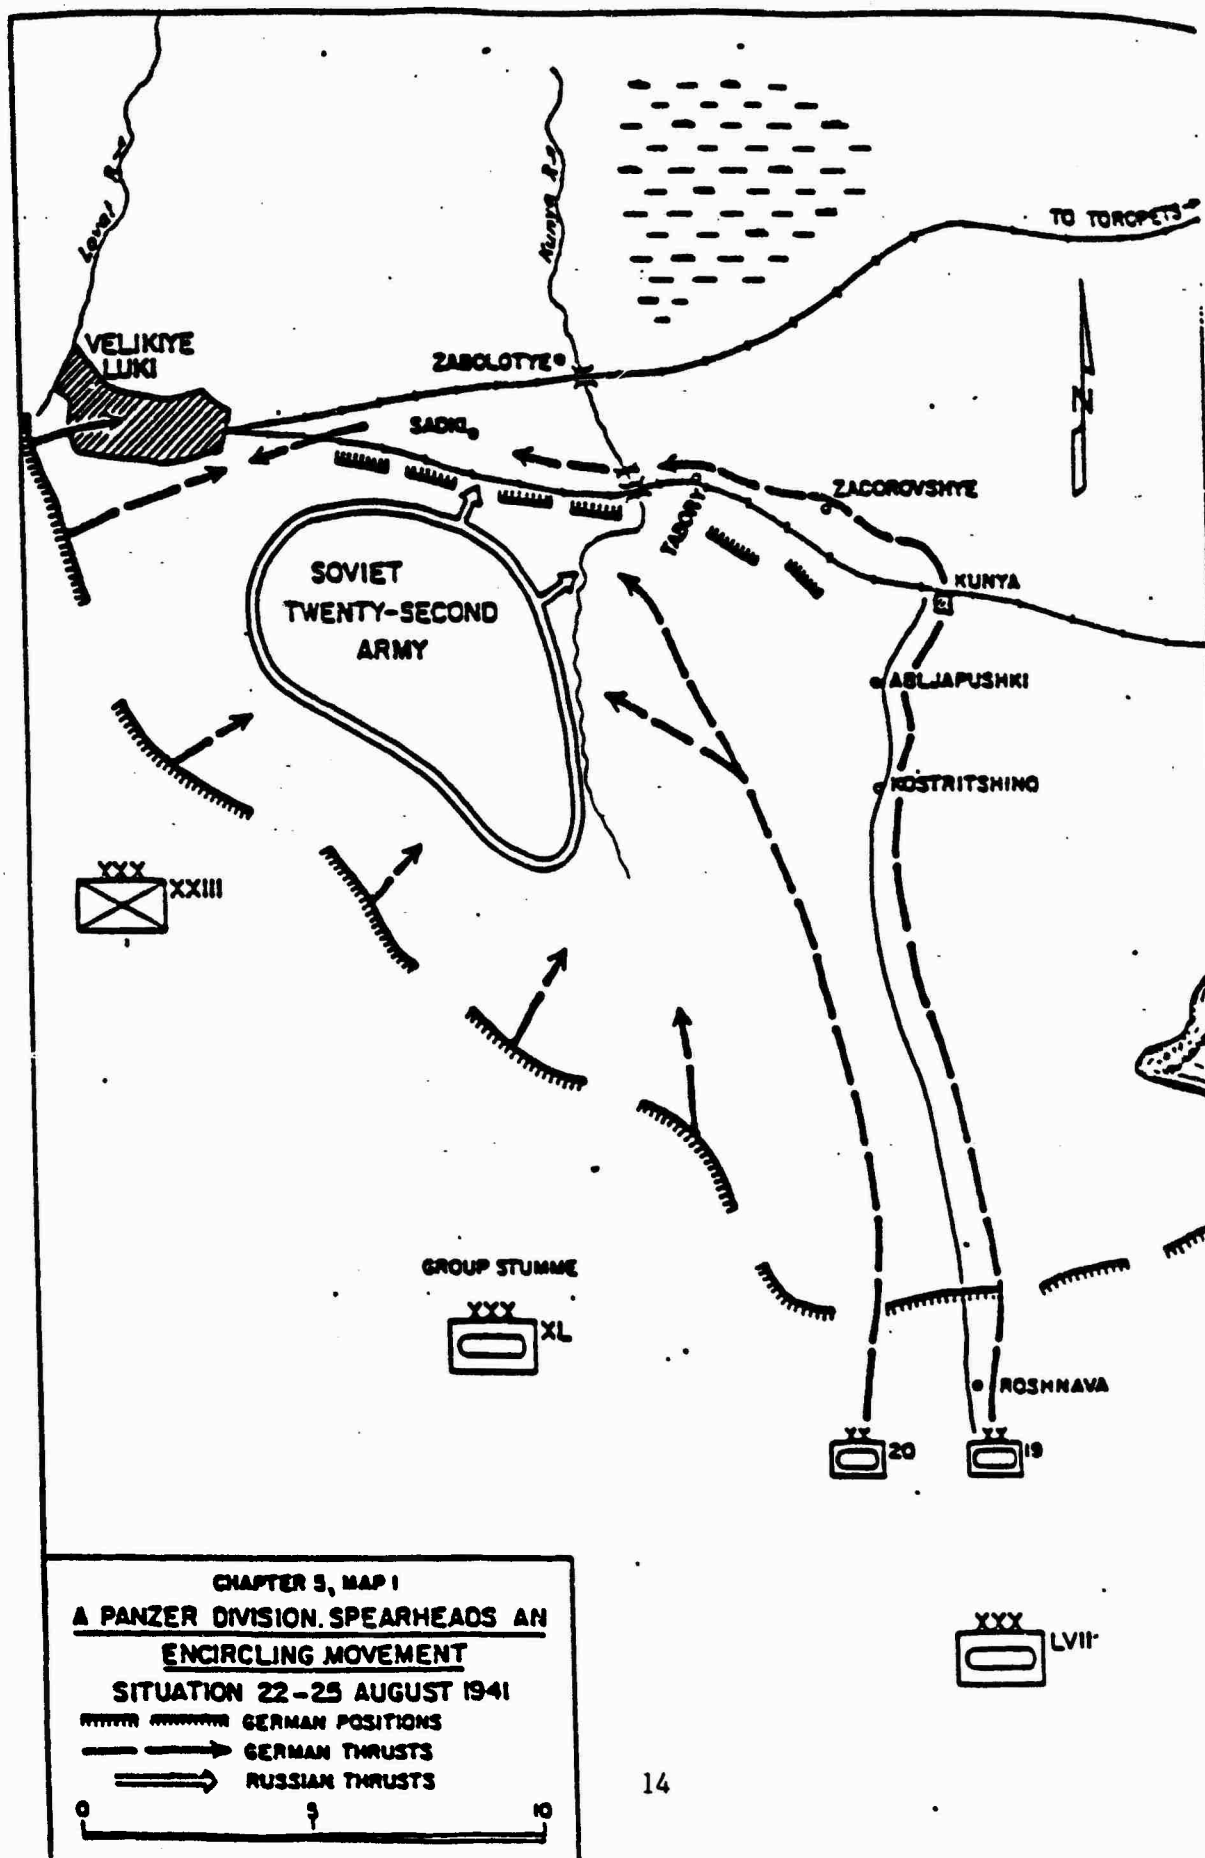 Lovat R
Kunya R
TO TOROPETS
VELIKIYE
LUKI
ZABOLOTYE
N
SADKI
ZAGOROVSHYE
TABORY
KUNYA
SOVIET
TWENTY-SECOND
ARMY
ABLJAPUSHKI
KOSTRITSHINO
XXX
XXIII
GROUP STUMME
XXX
XL
ROSHNAVA
XX
20
XX
19
XXX
LVII
CHAPTER 5, MAP 1
A PANZER DIVISION SPEARHEADS AN
ENCIRCLING MOVEMENT
SITUATION 22-25 AUGUST 1941
GERMAN POSITIONS
GERMAN THRUSTS
RUSSIAN THRUSTS
0 5 10
14